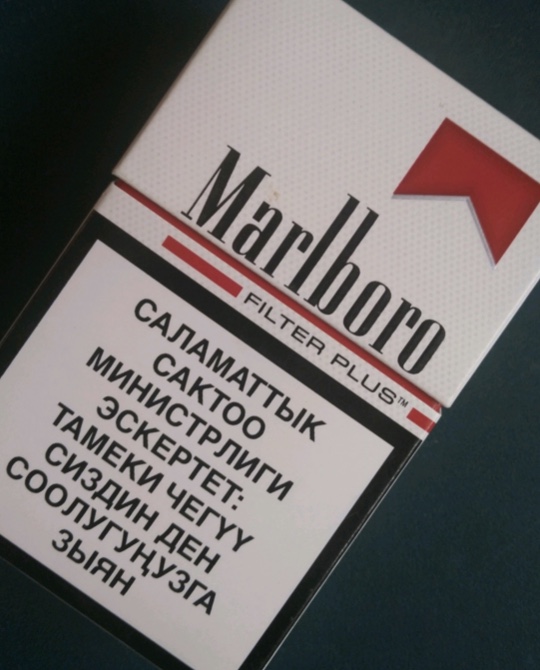 Marlboro
FILTER PLUS™
САЛАМАТТЫК
САКТОО
МИНИСТРЛИГИ
ЭСКЕРТЕТ:
ТАМЕКИ ЧЕГҮҮ
СИЗДИН ДЕН
СООЛУГУҢУЗГА
ЗЫЯН